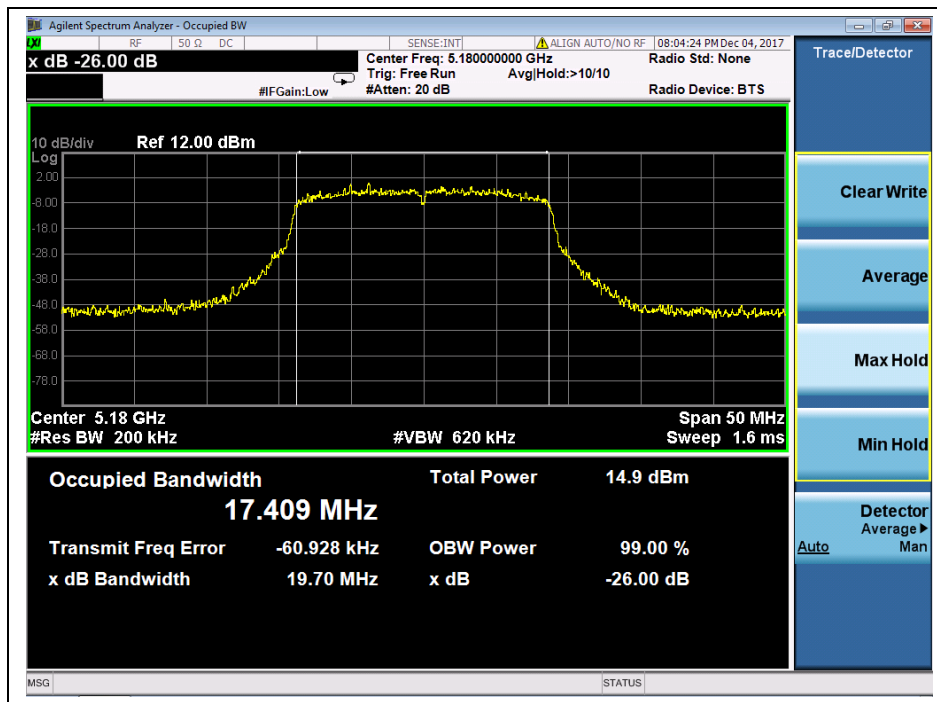 Agilent Spectrum Analyzer - Occupied BW
LXI RF 50 Ω DC SENSE:INT ALIGN AUTO/NO RF 08:04:24 PM Dec 04, 2017
x dB -26.00 dB
Center Freq: 5.180000000 GHz
Radio Std: None
Trig: Free Run Avg|Hold:>10/10
#IFGain:Low
#Atten: 20 dB
Radio Device: BTS
10 dB/div Ref 12.00 dBm
Log
2.00
-8.00
-18.0
-28.0
-38.0
-48.0
-58.0
-68.0
-78.0
Center 5.18 GHz Span 50 MHz
#Res BW 200 kHz #VBW 620 kHz Sweep 1.6 ms
Occupied Bandwidth Total Power 14.9 dBm
17.409 MHz
Transmit Freq Error -60.928 kHz OBW Power 99.00 %
x dB Bandwidth 19.70 MHz x dB -26.00 dB
Trace/Detector
Clear Write
Average
Max Hold
Min Hold
Detector
Average
Auto Man
MSG STATUS